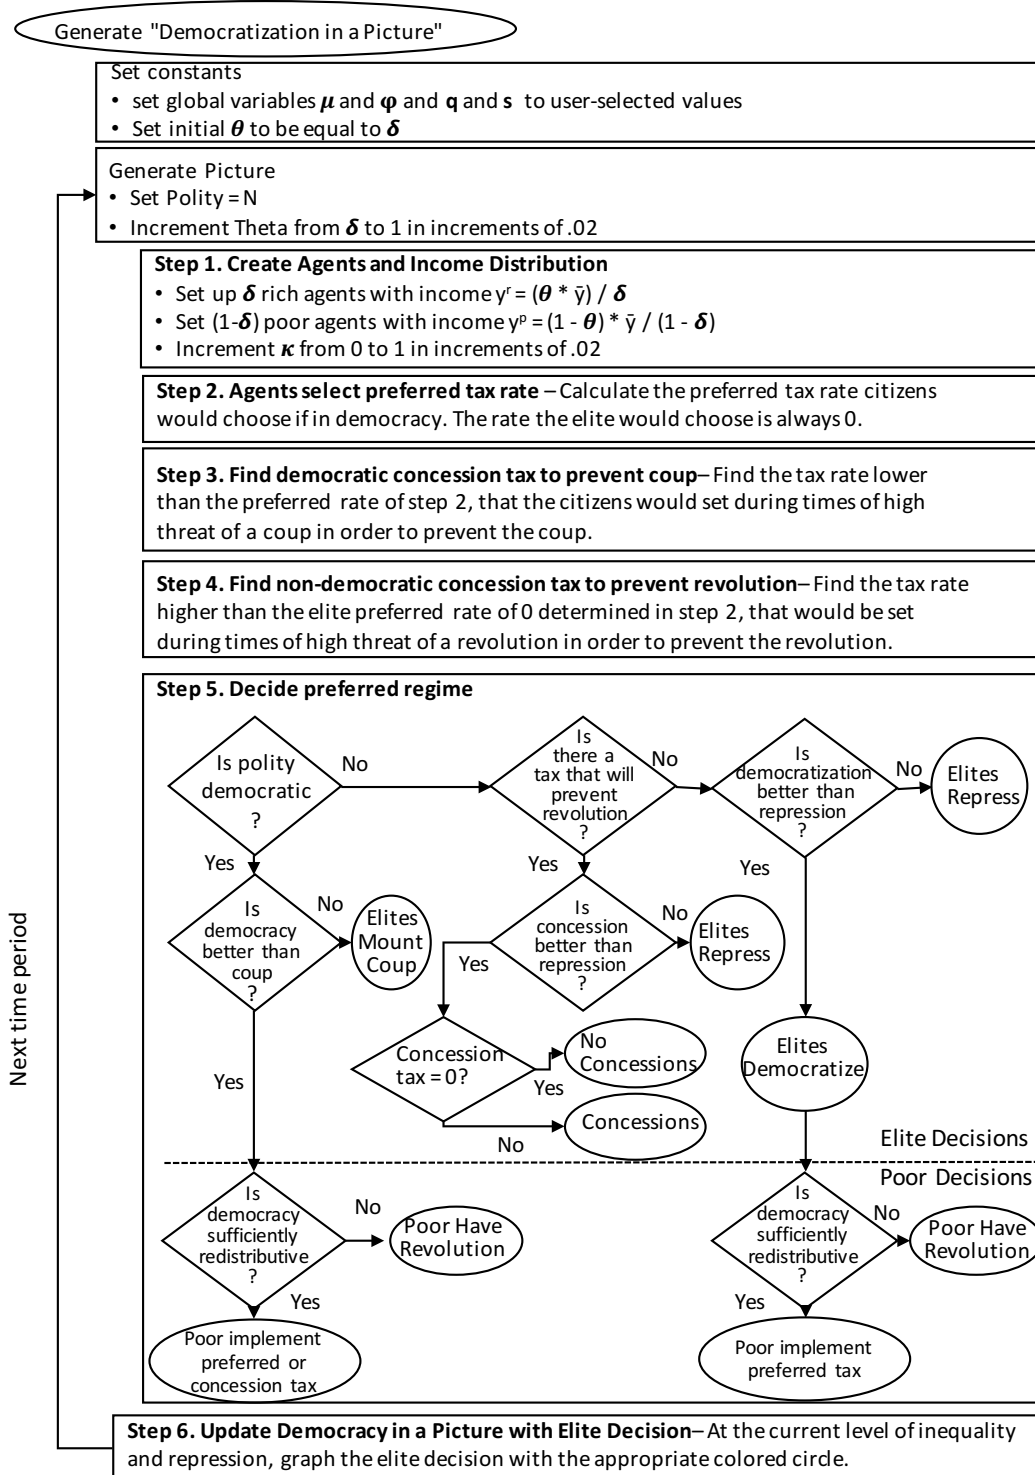 Generate "Democratization in a Picture"
Set constants
• set global variables μ and φ and q and s to user-selected values
• Set initial θ to be equal to δ
Generate Picture
• Set Polity = N
• Increment Theta from δ to 1 in increments of .02
Step 1. Create Agents and Income Distribution
• Set up δ rich agents with income yʳ = (θ * ȳ) / δ
• Set (1-δ) poor agents with income yᵖ = (1 - θ) * ȳ / (1 - δ)
• Increment κ from 0 to 1 in increments of .02
Step 2. Agents select preferred tax rate – Calculate the preferred tax rate citizens
would choose if in democracy. The rate the elite would choose is always 0.
Step 3. Find democratic concession tax to prevent coup– Find the tax rate lower
than the preferred rate of step 2, that the citizens would set during times of high
threat of a coup in order to prevent the coup.
Step 4. Find non-democratic concession tax to prevent revolution– Find the tax rate
higher than the elite preferred rate of 0 determined in step 2, that would be set
during times of high threat of a revolution in order to prevent the revolution.
Step 5. Decide preferred regime
Is polity
democratic
?
No
Is
there a
tax that will
prevent
revolution
?
No
Is
democratization
better than
repression
?
No
Elites
Repress
Yes
Yes
Yes
Is
democracy
better than
coup
?
No
Elites
Mount
Coup
Is
concession
better than
repression
?
No
Elites
Repress
Yes
Concession
tax = 0?
Yes
No
Concessions
No
Concessions
Elites
Democratize
Yes
Elite Decisions
Poor Decisions
Is
democracy
sufficiently
redistributive
?
No
Poor Have
Revolution
Yes
Poor implement
preferred or
concession tax
Is
democracy
sufficiently
redistributive
?
No
Poor Have
Revolution
Yes
Poor implement
preferred tax
Next time period
Step 6. Update Democracy in a Picture with Elite Decision– At the current level of inequality
and repression, graph the elite decision with the appropriate colored circle.